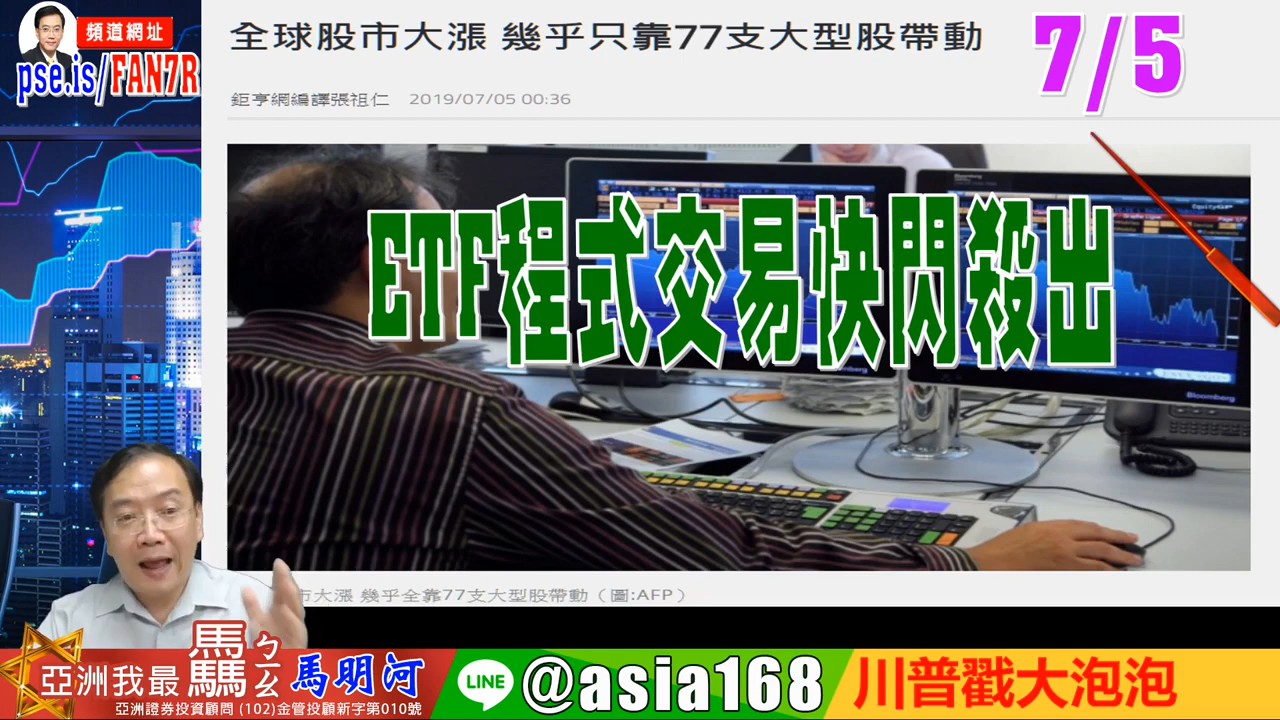 頻道網址
pse.is/FAN7R
全球股市大漲 幾乎只靠77支大型股帶動
7/5
鉅亨網編譯張祖仁 2019/07/05 00:36
ETF程式交易快閃殺出
Bloomberg
Bloomberg
市大漲 幾乎全靠77支大型股帶動（圖:AFP）
亞洲我最驫ㄅㄧㄠ馬明河
亞洲證券投資顧問 (102)金管投顧新字第010號
LINE @asia168
川普戳大泡泡